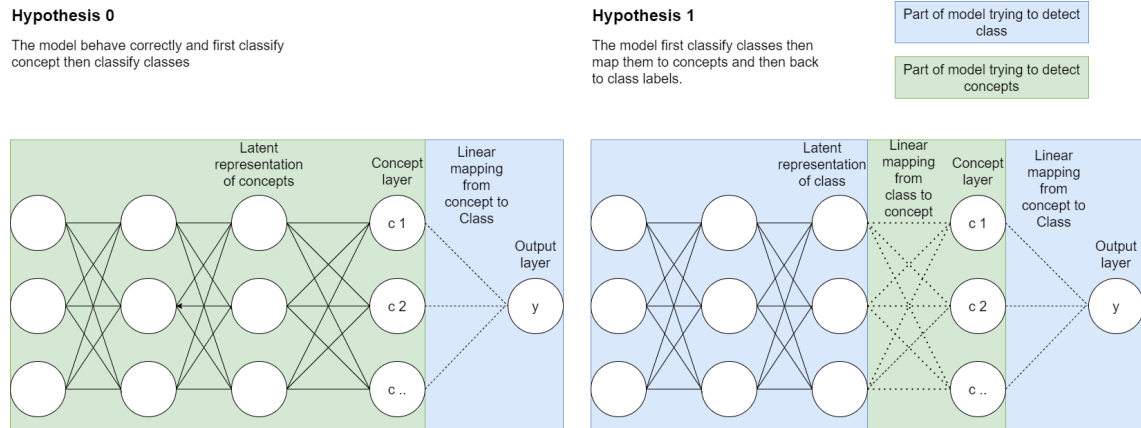 Hypothesis 0
The model behave correctly and first classify
concept then classify classes
Hypothesis 1
The model first classify classes then
map them to concepts and then back
to class labels.
Part of model trying to detect
class
Part of model trying to detect
concepts
Latent
representation
of concepts
Concept
layer
Linear
mapping
from
concept to
Class
Output
layer
c 1
c 2
c ..
y
Latent
representation
of class
Linear
mapping
from
class to
concept
Concept
layer
Linear
mapping
from
concept to
Class
Output
layer
c 1
c 2
c ..
y